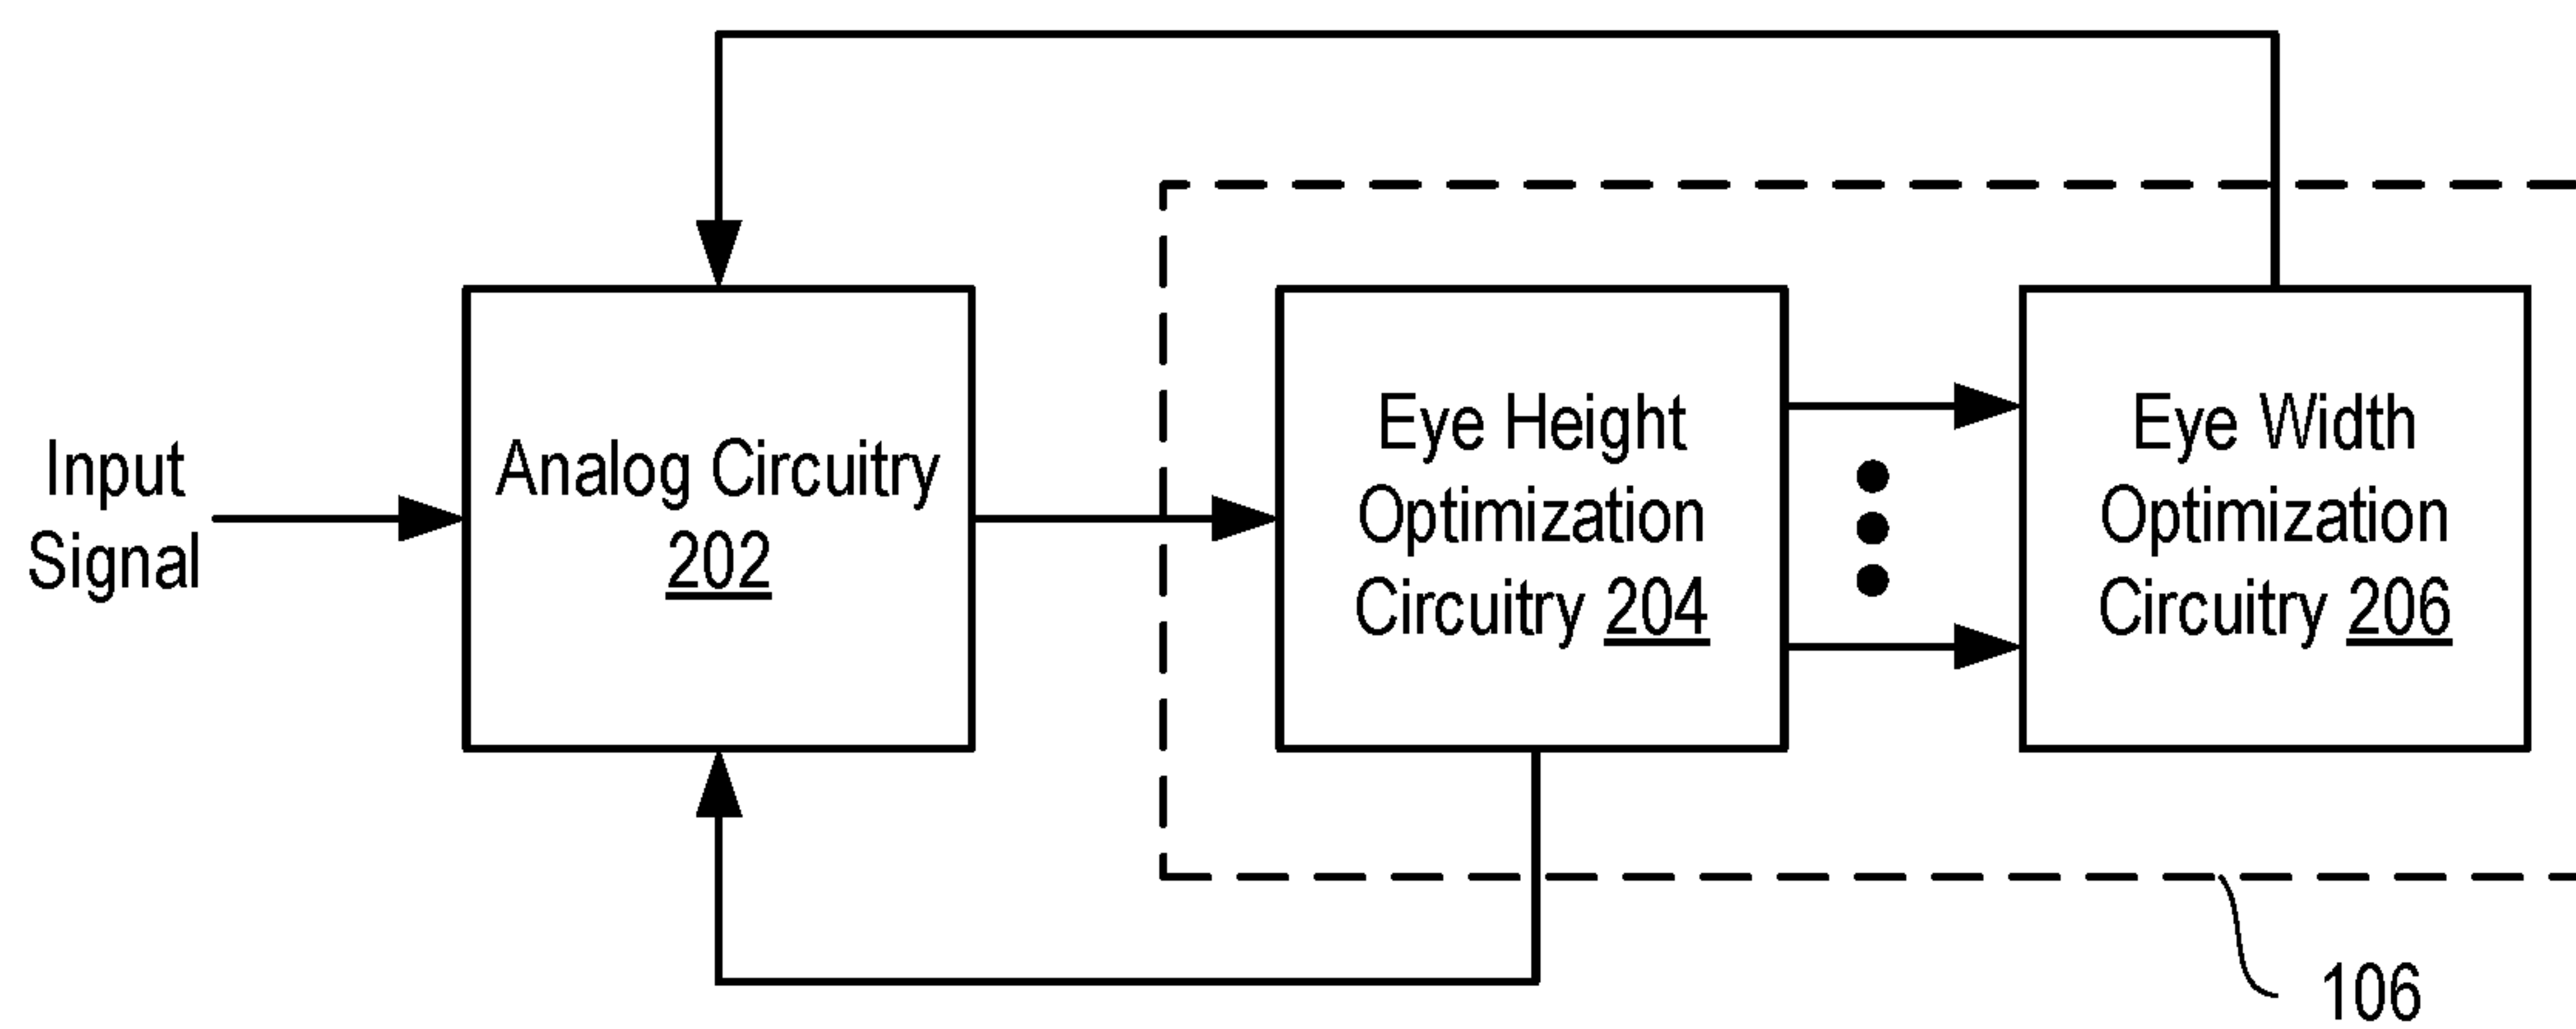 Input
Signal
Analog Circuitry
202
Eye Height
Optimization
Circuitry 204
Eye Width
Optimization
Circuitry 206
106